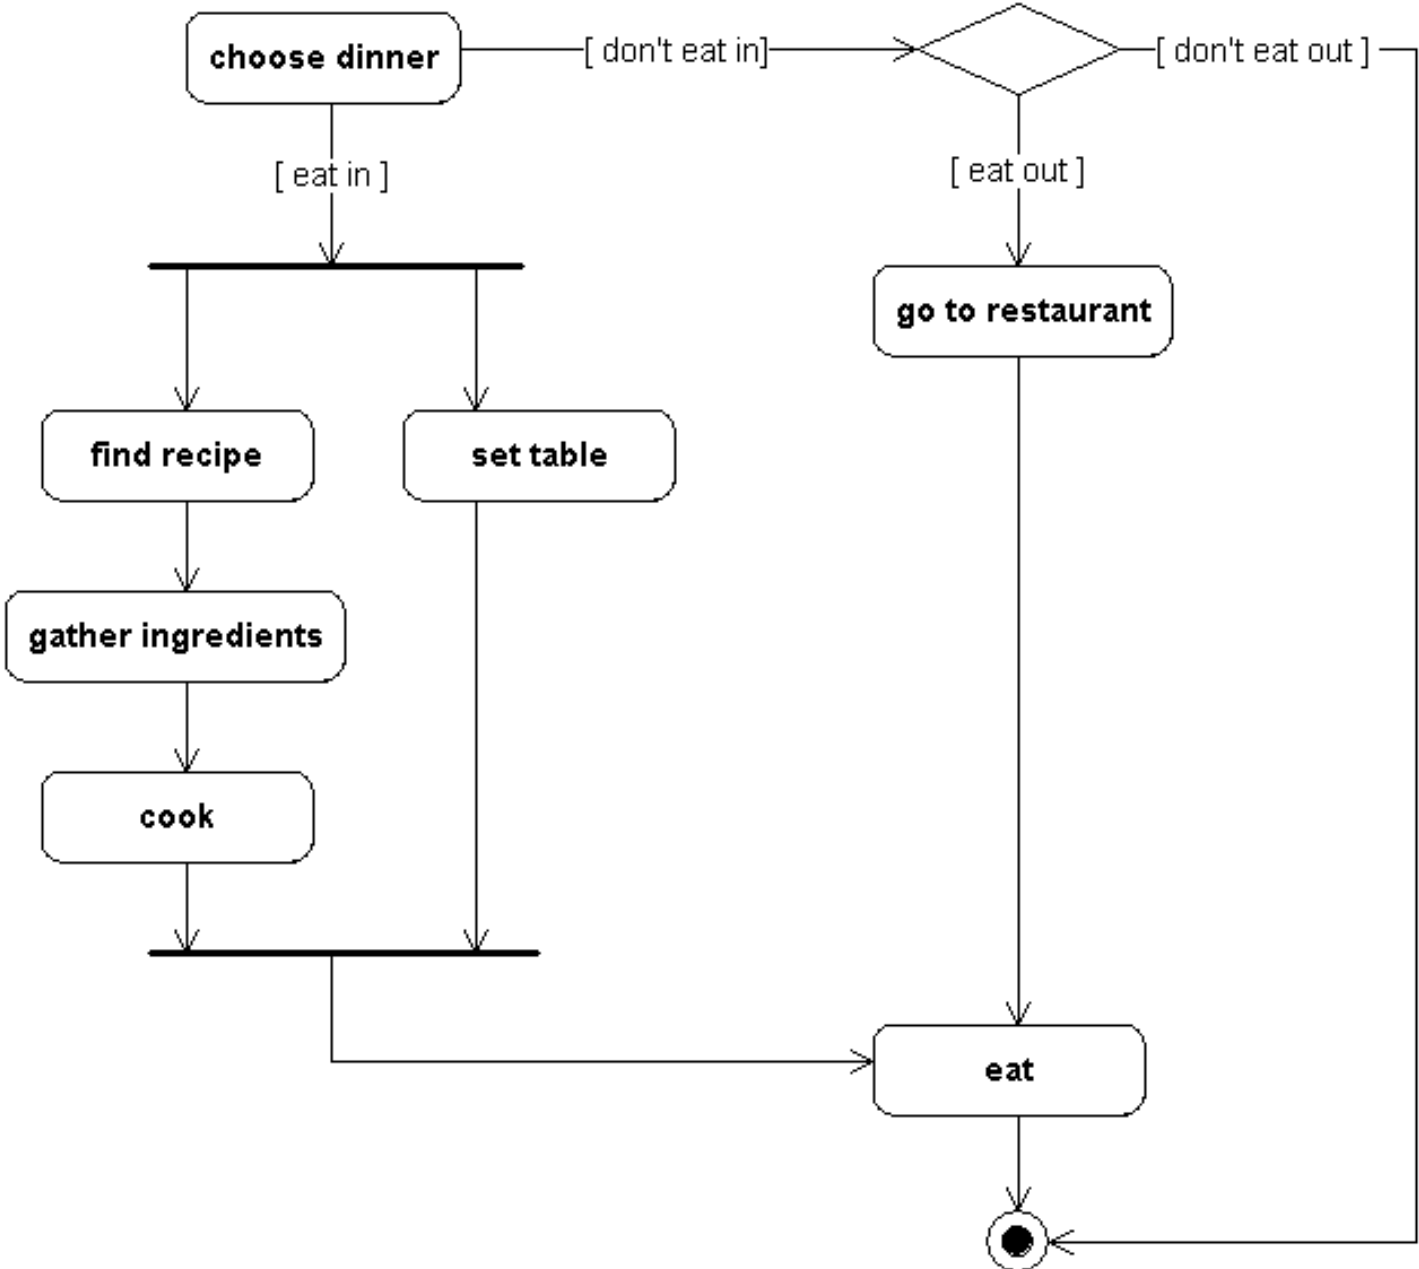 choose dinner
[ don't eat in]
[ don't eat out ]
[ eat in ]
[ eat out ]
go to restaurant
find recipe
set table
gather ingredients
cook
eat